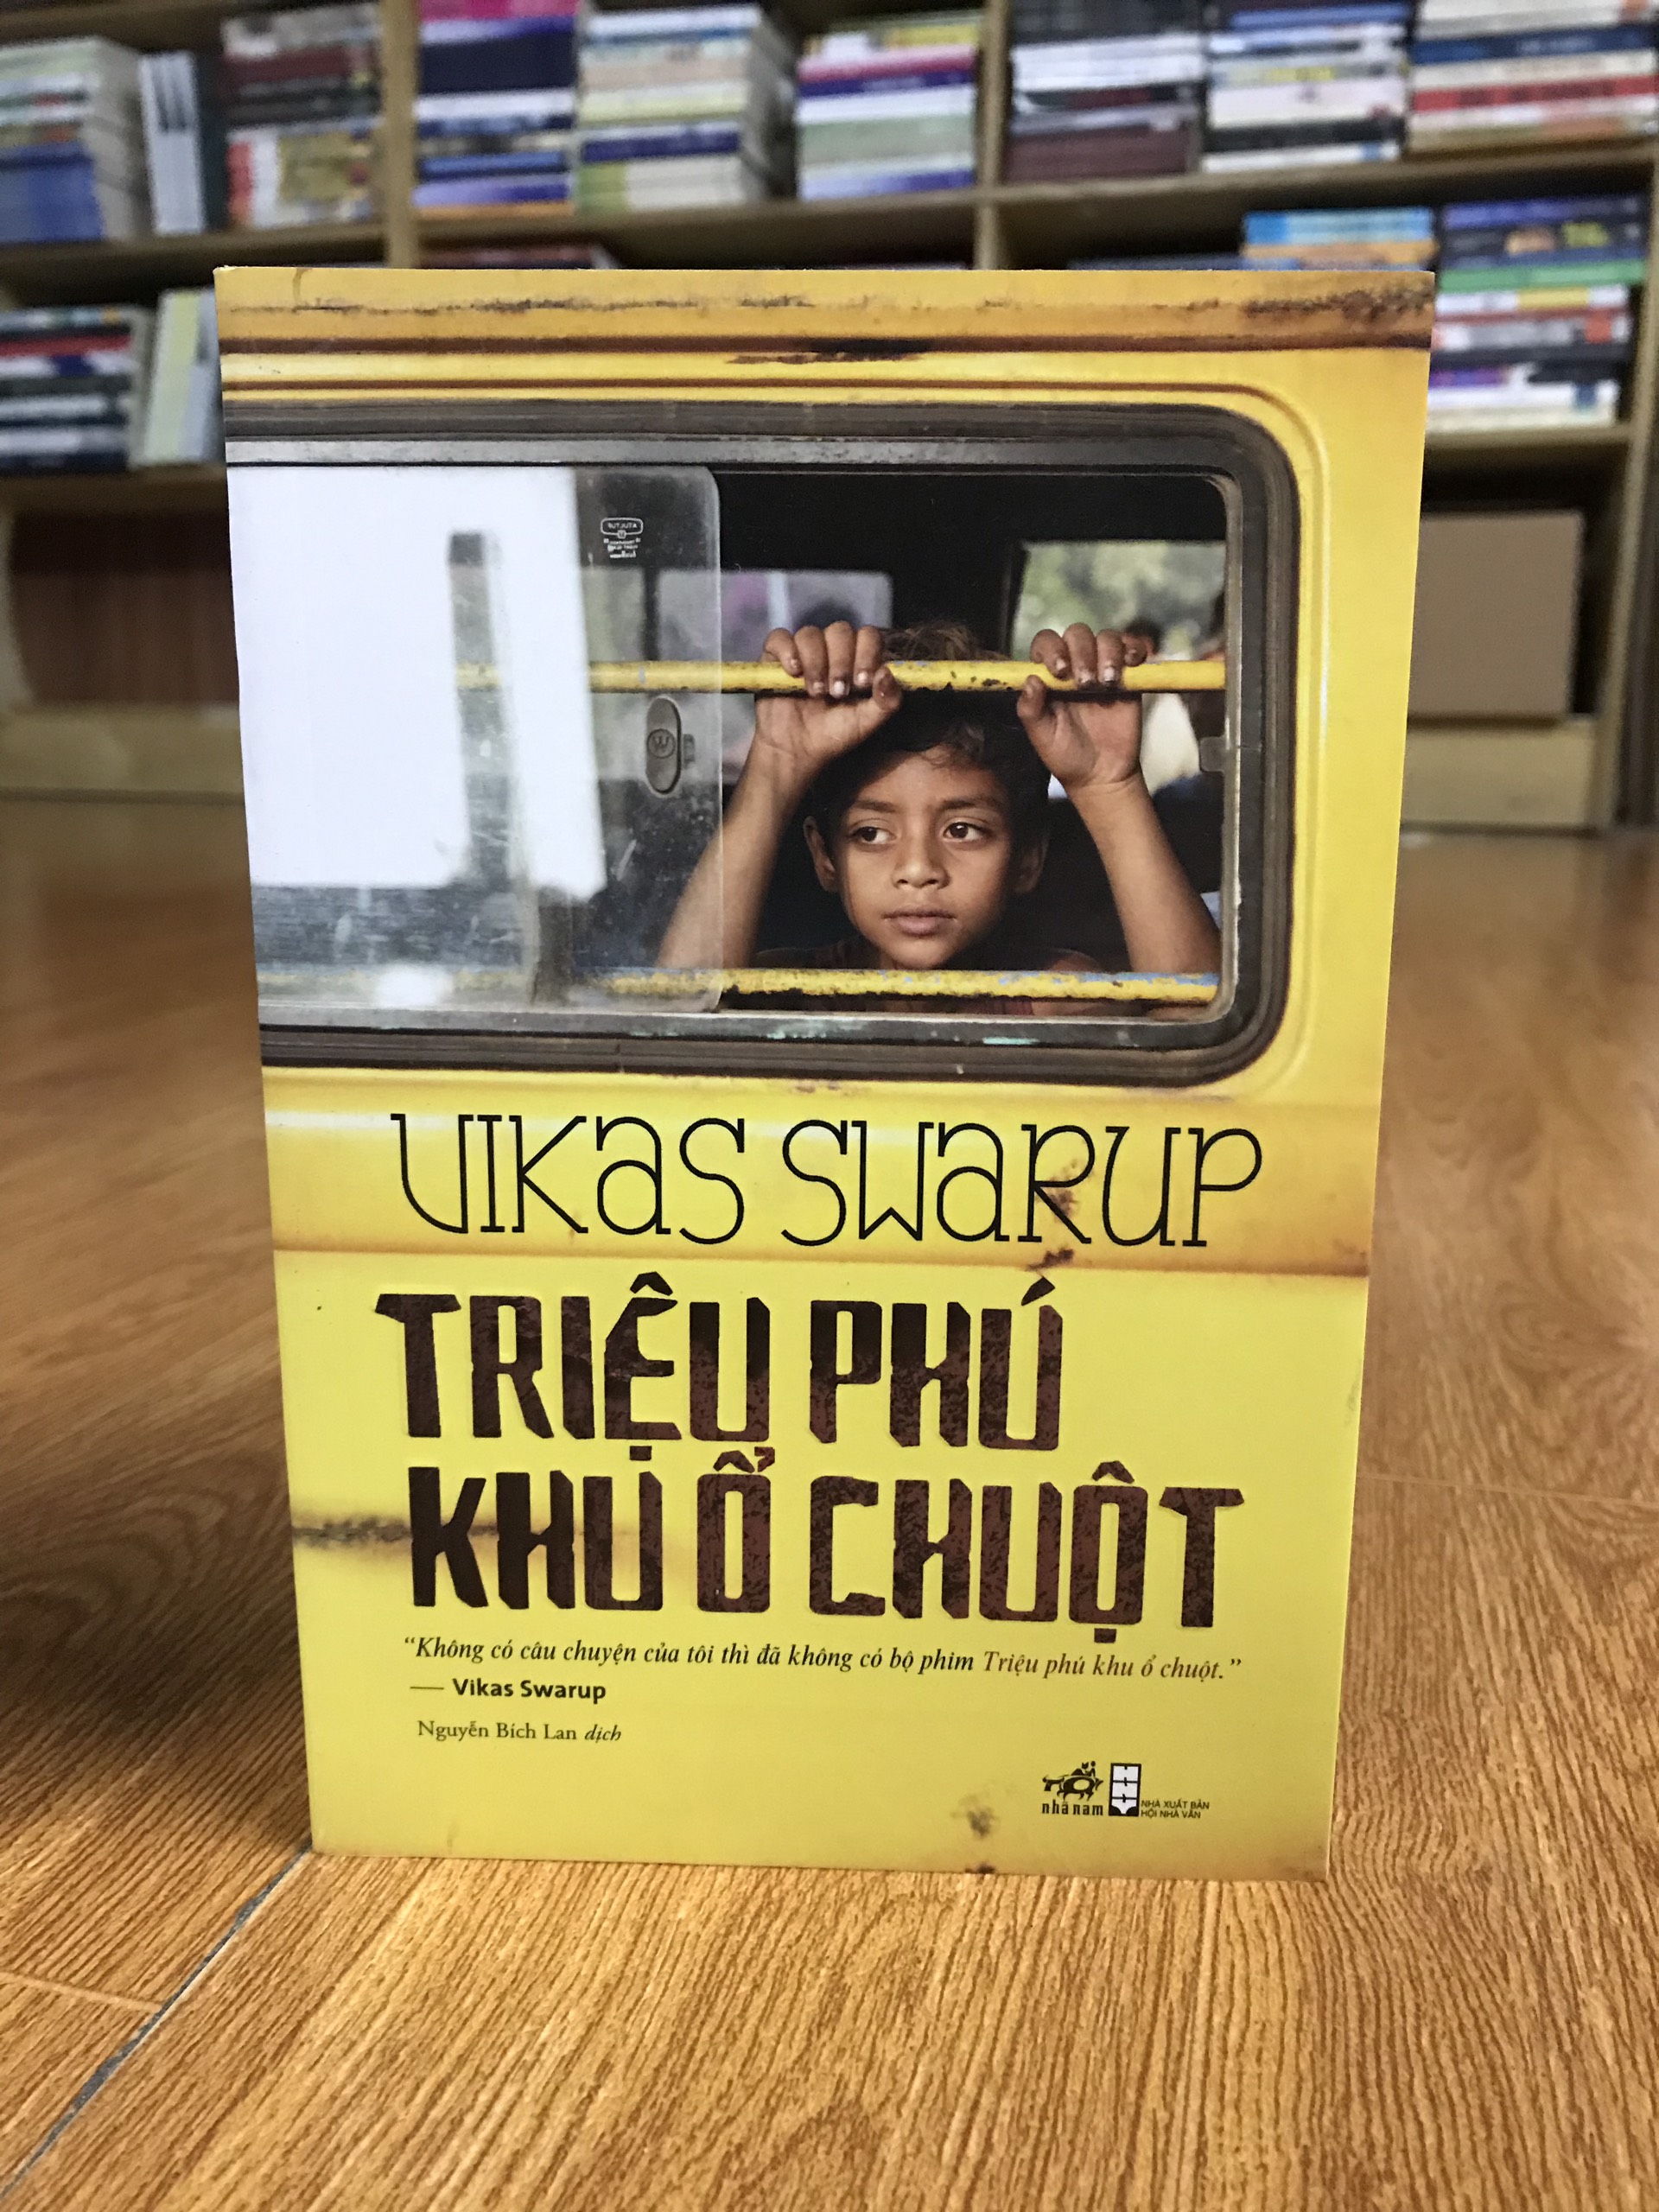 VIKAS SWARUP
TRIỆU PHÚ
KHU Ổ CHUỘT
“Không có câu chuyện của tôi thì đã không có bộ phim Triệu phú khu ổ chuột.”
— Vikas Swarup
Nguyễn Bích Lan dịch
nhã nam
NHÀ XUẤT BẢN
HỘI NHÀ VĂN